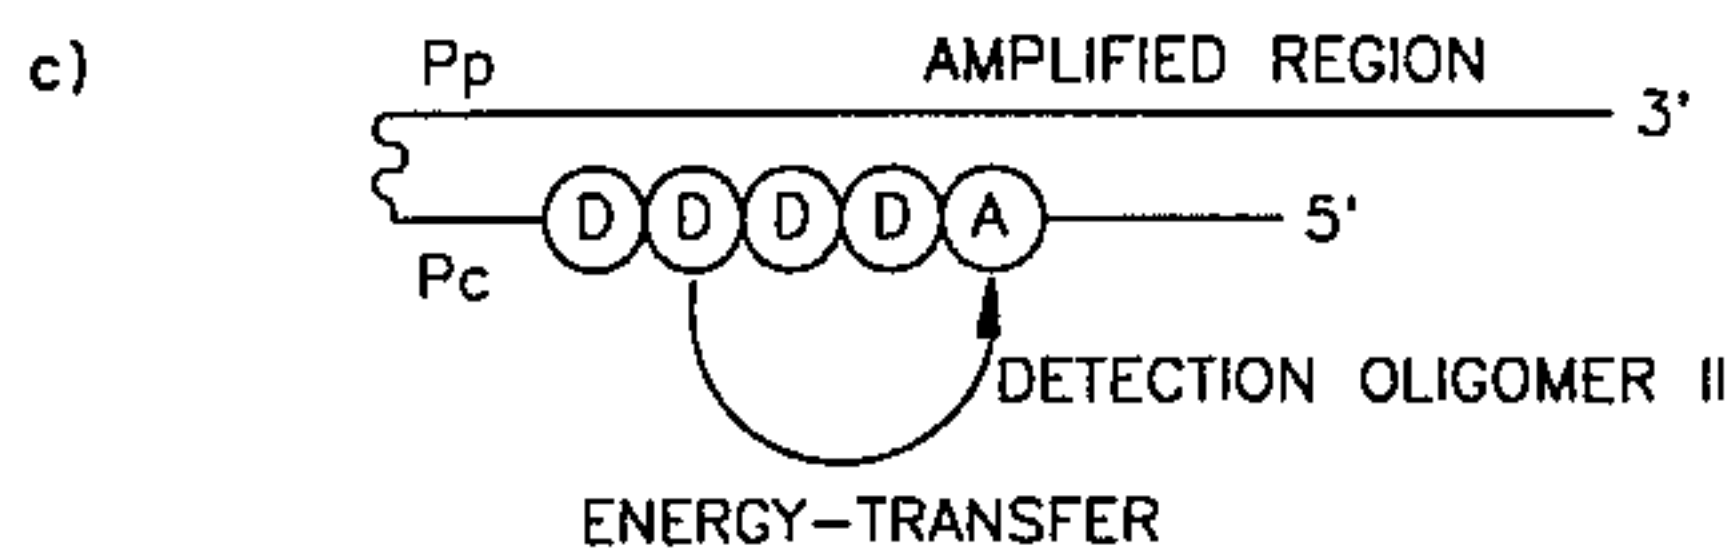 c)
Pp AMPLIFIED REGION
3'
D D D D A 5'
Pc
DETECTION OLIGOMER II
ENERGY-TRANSFER